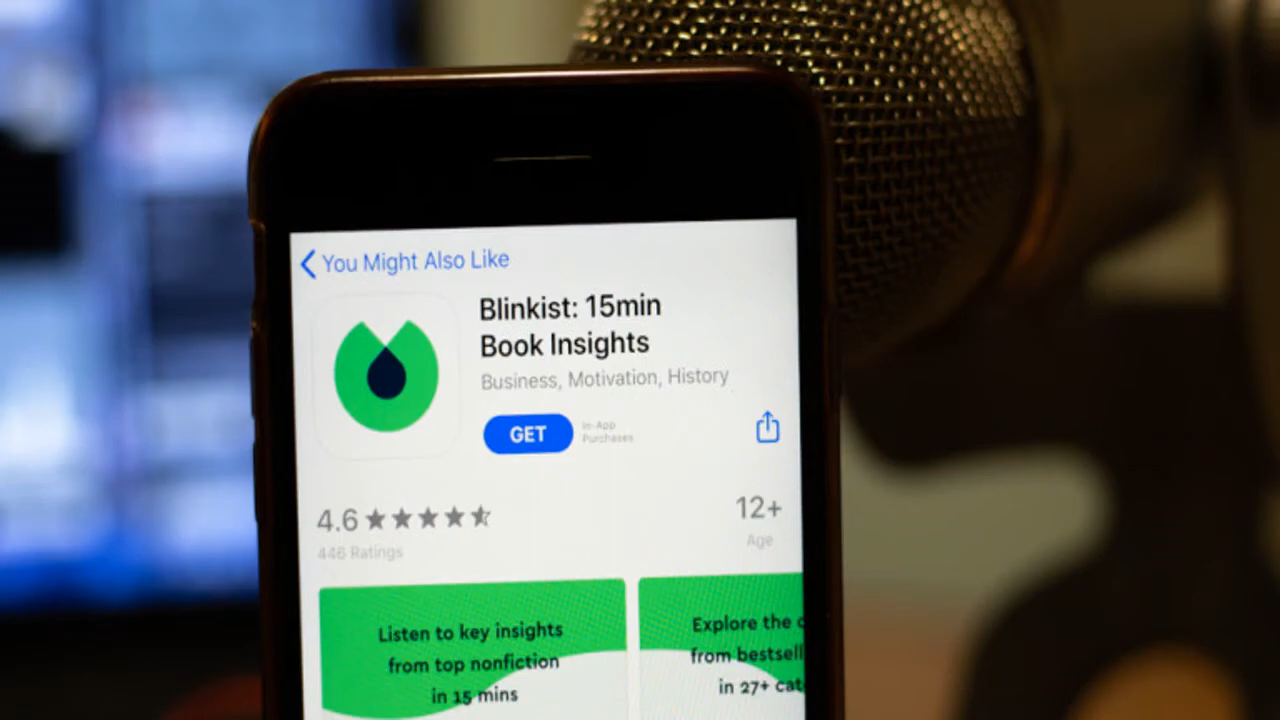 You Might Also Like
Blinkist: 15min
Book Insights
Business, Motivation, History
GET
In-App
Purchases
4.6
12+
446 Ratings
Age
Listen to key insights
from top nonfiction
in 15 mins
Explore the
from bestsell
in 27+ cat